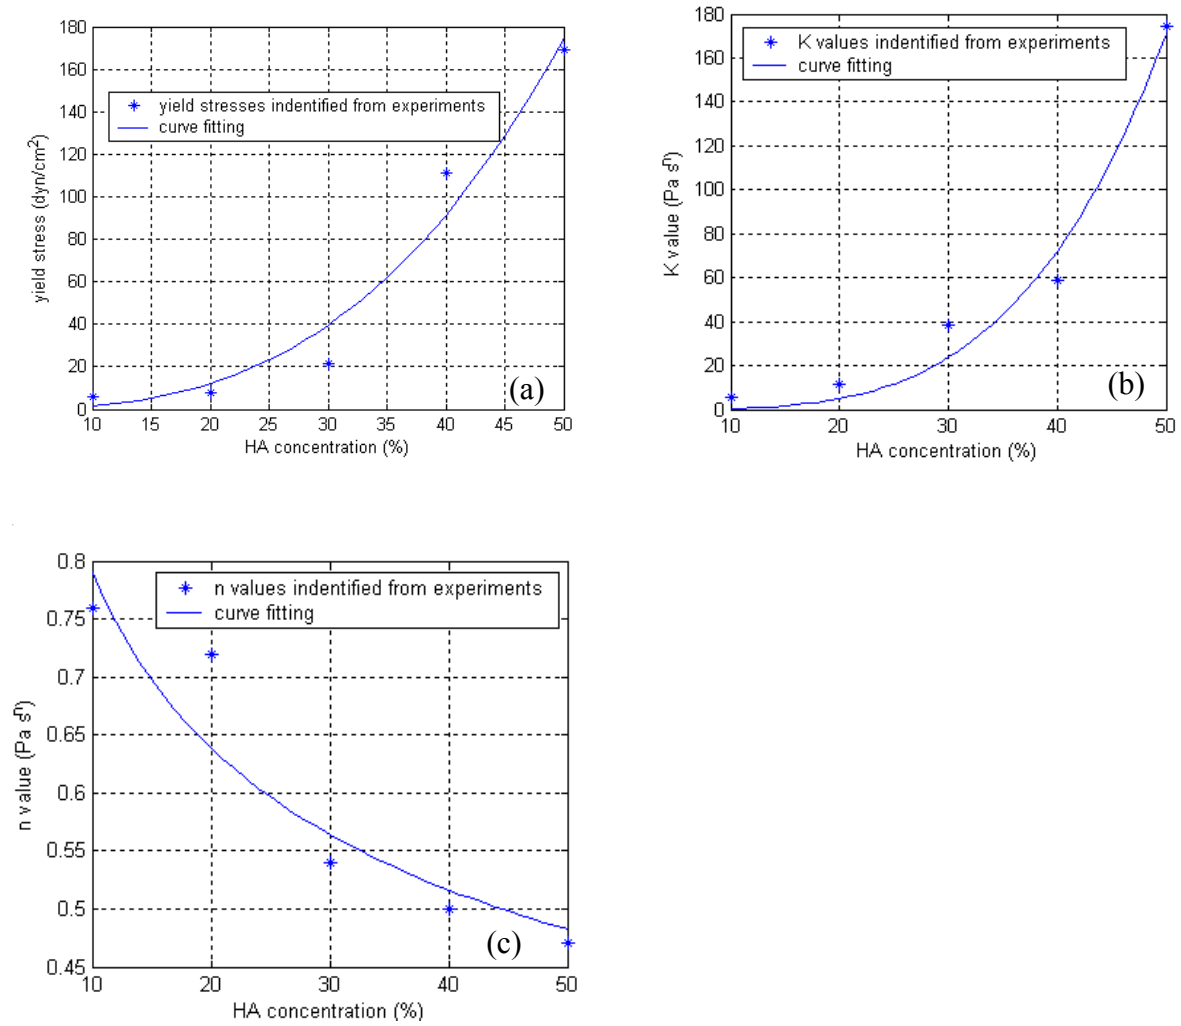 180
160
140
120
100
80
60
40
20
0
yield stress (dyn/cm²)
yield stresses indentified from experiments
curve fitting
(a)
10 15 20 25 30 35 40 45 50
HA concentration (%)
180
160
140
120
100
80
60
40
20
0
K value (Pa sⁿ)
K values indentified from experiments
curve fitting
(b)
10 20 30 40 50
HA concentration (%)
0.8
0.75
0.7
0.65
0.6
0.55
0.5
0.45
n value (Pa sⁿ)
n values indentified from experiments
curve fitting
(c)
10 20 30 40 50
HA concentration (%)